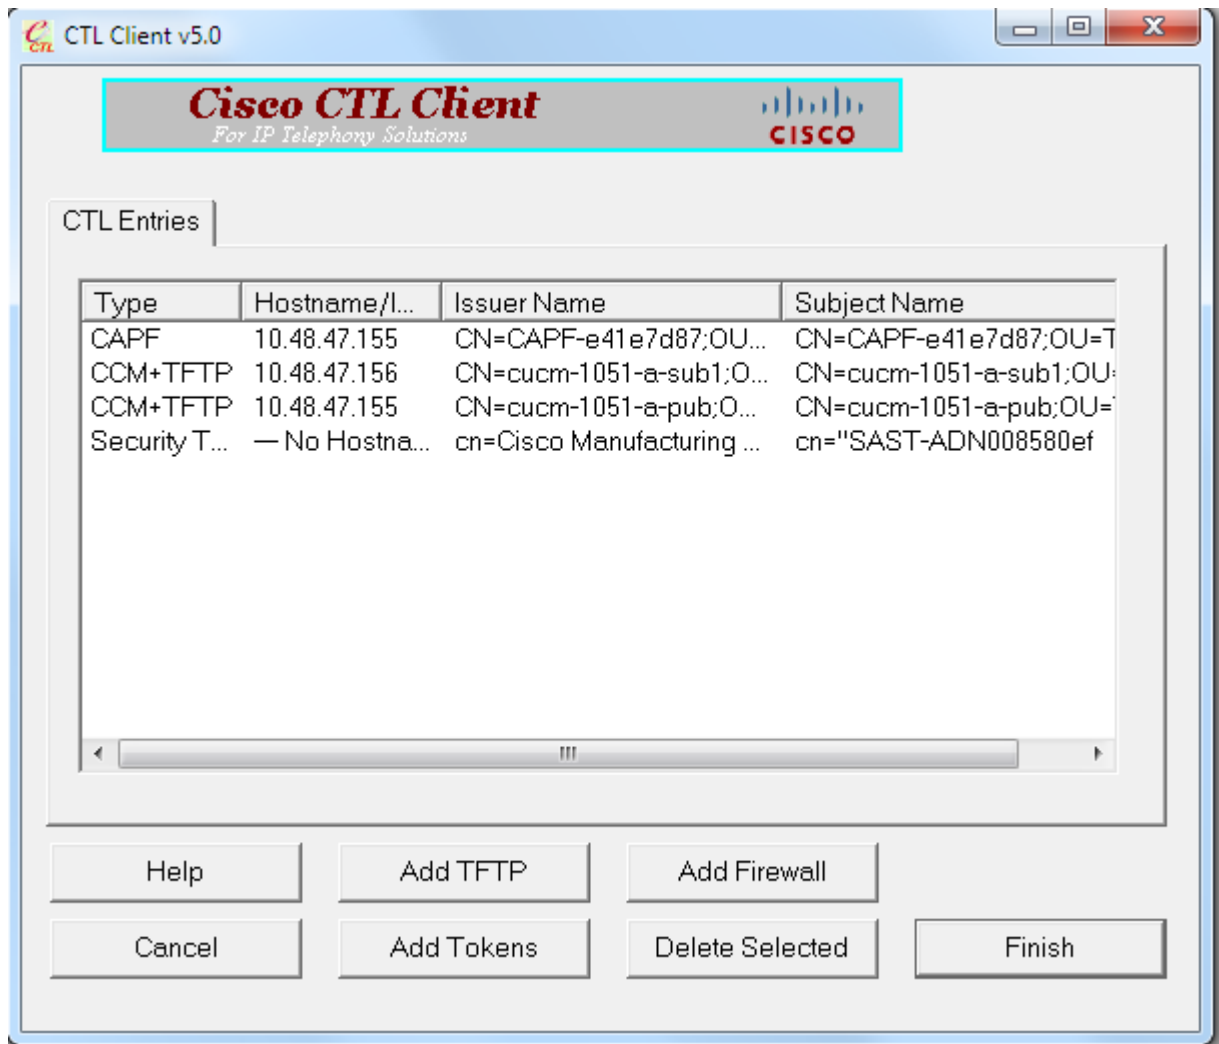 CTL Client v5.0
Cisco CTL Client
For IP Telephony Solutions
CISCO
CTL Entries
Type Hostname/I... Issuer Name Subject Name
CAPF 10.48.47.155 CN=CAPF-e41e7d87;OU... CN=CAPF-e41e7d87;OU=T
CCM+TFTP 10.48.47.156 CN=cucm-1051-a-sub1;O... CN=cucm-1051-a-sub1;OU=
CCM+TFTP 10.48.47.155 CN=cucm-1051-a-pub;O... CN=cucm-1051-a-pub;OU=
Security T... — No Hostna... cn=Cisco Manufacturing ... cn="SAST-ADN008580ef
Help Add TFTP Add Firewall
Cancel Add Tokens Delete Selected Finish